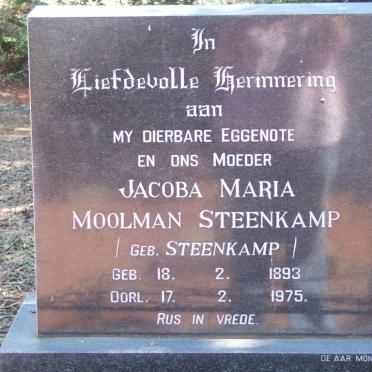 In
Liefdevolle Herinnering
aan
MY DIERBARE EGGENOTE
EN ONS MOEDER
JACOBA MARIA
MOOLMAN STEENKAMP
/ GEB. STEENKAMP /
GEB. 18. 2. 1893
OORL. 17. 2. 1975.
RUS IN VREDE.
DE AAR MON